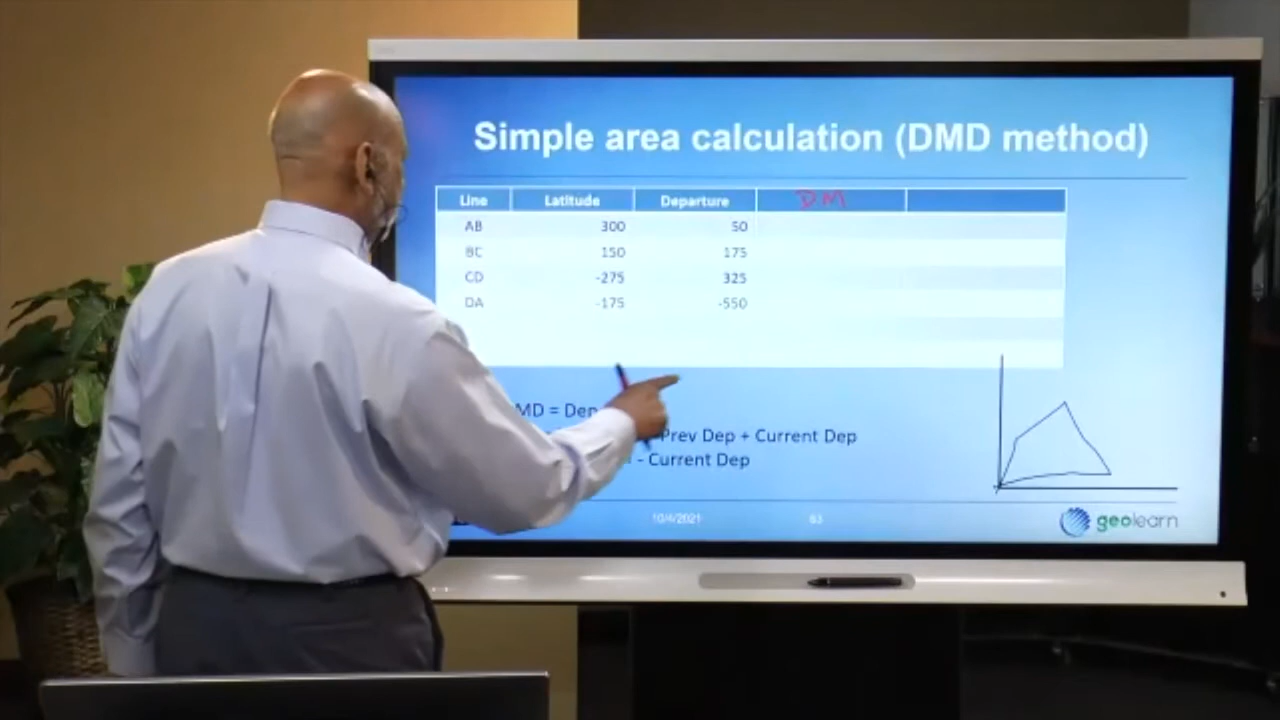 Simple area calculation (DMD method)
Line Latitude Departure DM
AB 300 50
BC 150 175
CD -275 325
DA -175 -550
MD = Dep
Prev Dep + Current Dep
- Current Dep
10/4/2021 63
geolearn